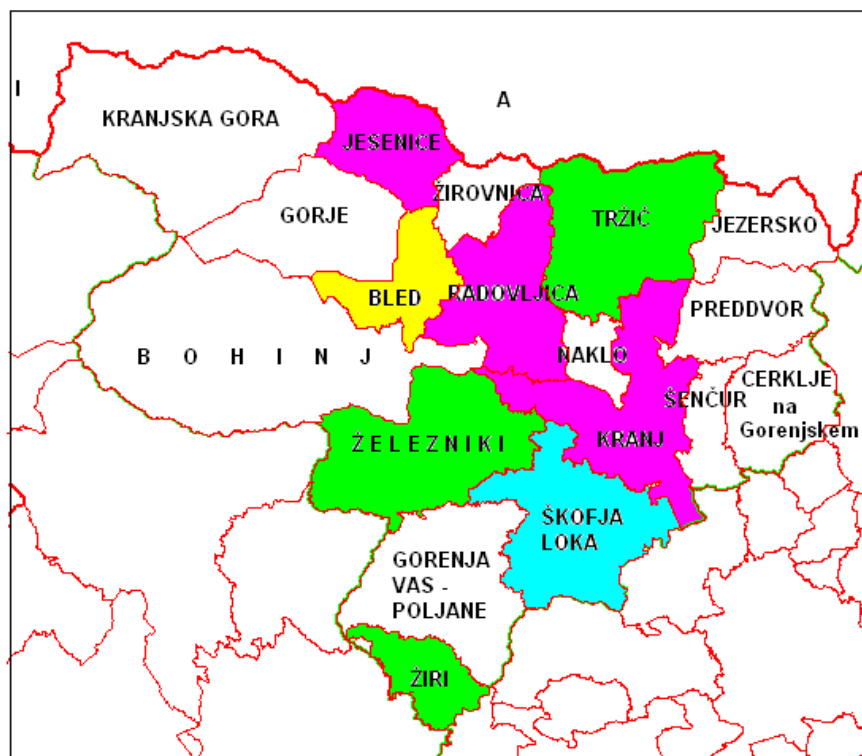 I
A
KRANJSKA GORA
JESENICE
ŽIROVNICA
GORJE
TRŽIČ
JEZERSKO
BLED
RADOVLJICA
PREDDVOR
B O H I N J
NAKLO
ŠENČUR
CERKLJE
na
Gorenjskem
ŽELEZNIKI
KRANJ
ŠKOFJA
LOKA
GORENJA
VAS -
POLJANE
ŽIRI